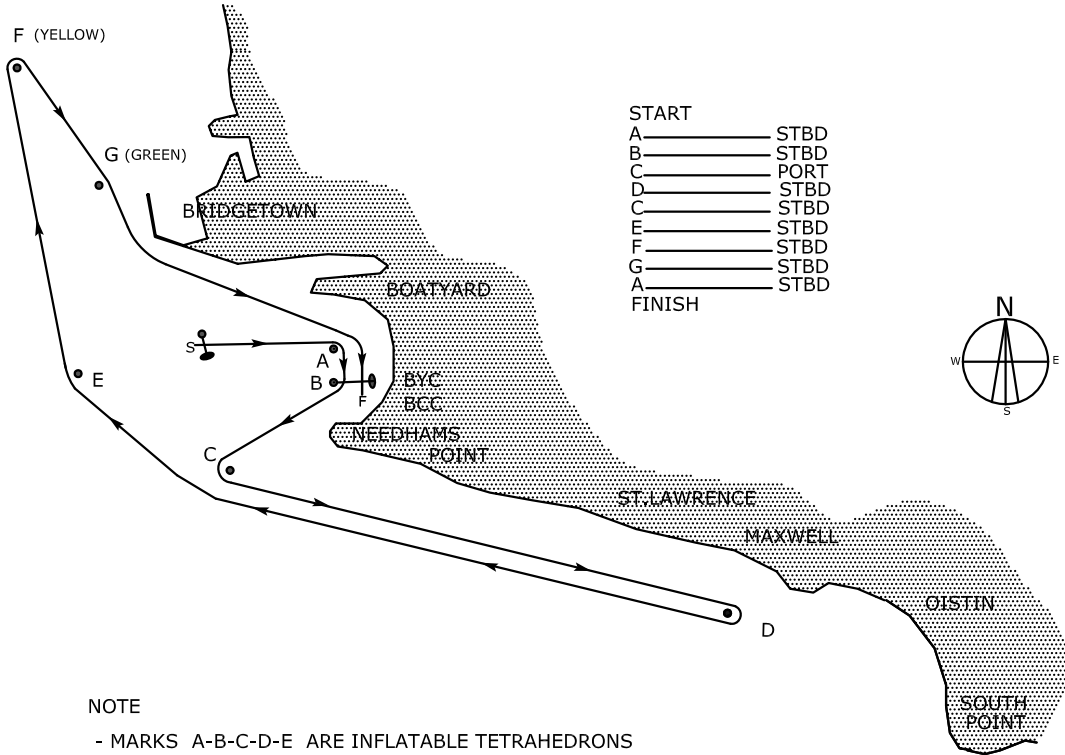 F (YELLOW)
G (GREEN)
BRIDGETOWN
BOATYARD
S
A
B
E
F
BYC
BCC
NEEDHAMS
POINT
C
ST.LAWRENCE
MAXWELL
OISTIN
D
SOUTH
POINT
START
A STBD
B STBD
C PORT
D STBD
C STBD
E STBD
F STBD
G STBD
A STBD
FINISH
N
W E
S
NOTE
- MARKS A-B-C-D-E ARE INFLATABLE TETRAHEDRONS